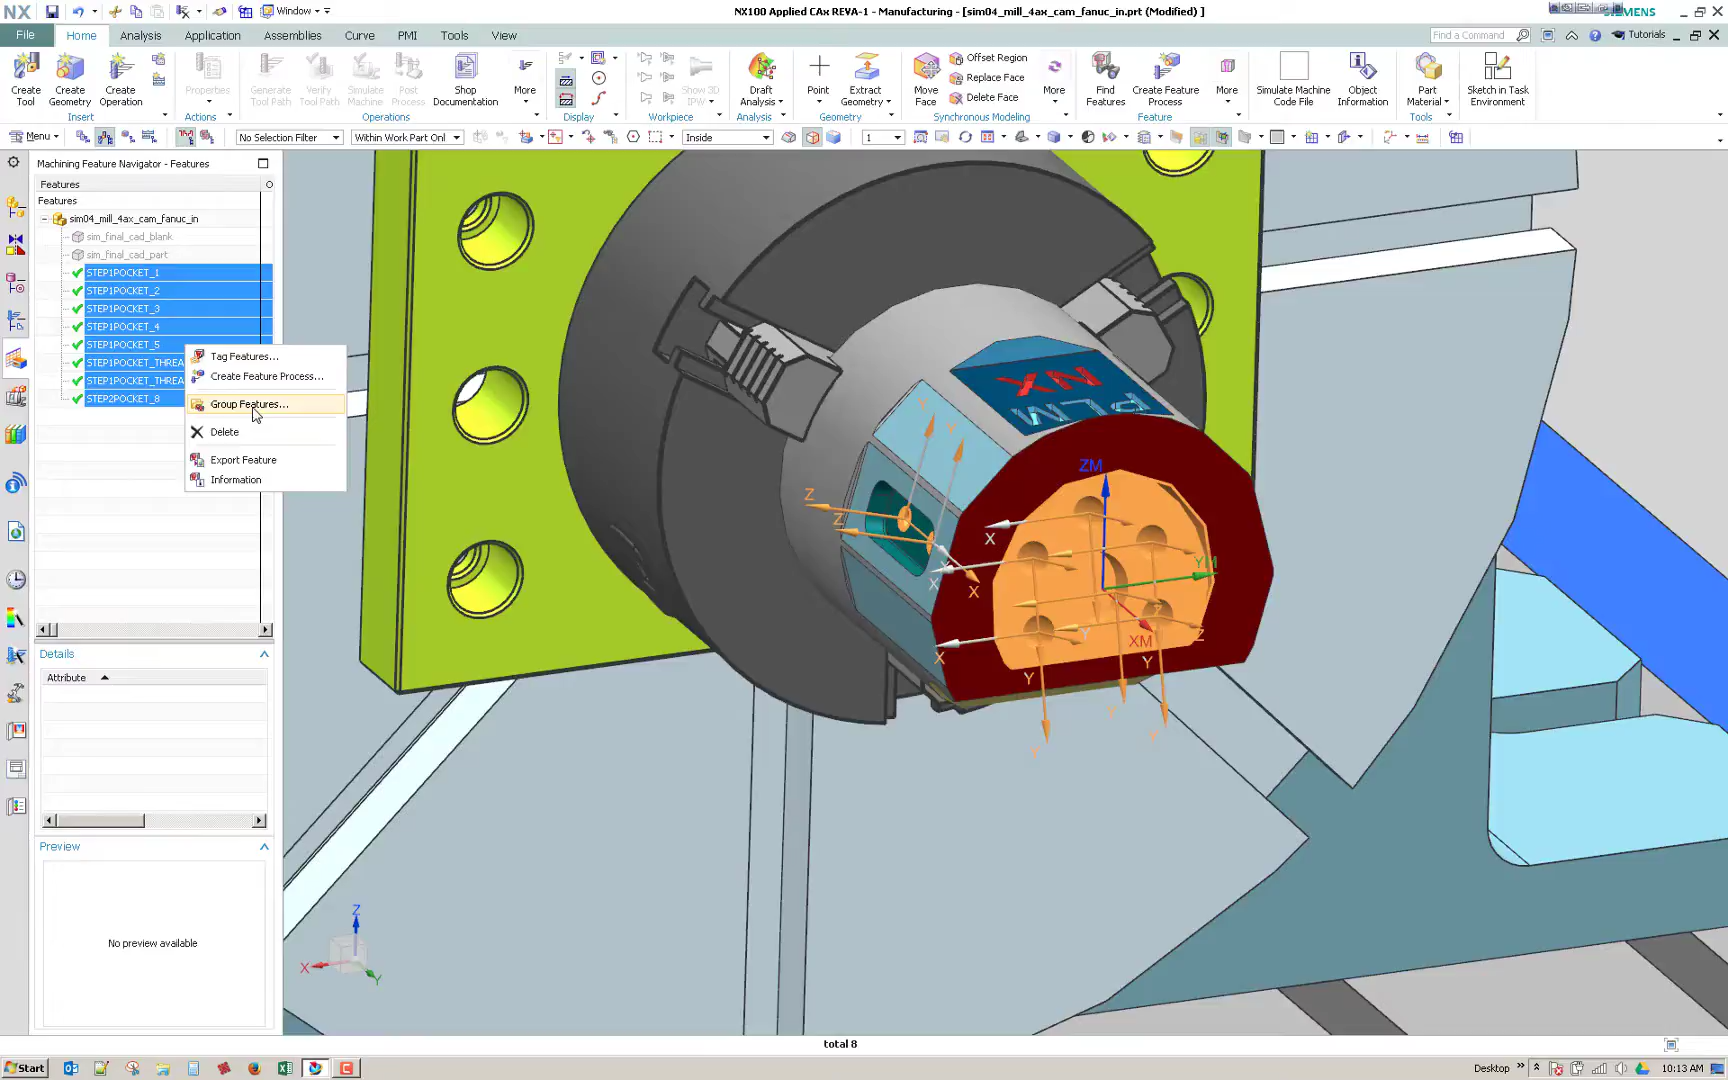 NX
Window
NX100 Applied CAx REVA-1 - Manufacturing - [sim04_mill_4ax_cam_fanuc_in.prt (Modified) ]
SIEMENS
File
Home
Analysis
Application
Assemblies
Curve
PMI
Tools
View
Find a Command
Tutorials
Create Tool
Create Geometry
Create Operation
Properties
Generate Tool Path
Verify Tool Path
Simulate Machine
Post Process
Shop Documentation
More
Show 3D IPW
Draft Analysis
Point
Extract Geometry
Move Face
Offset Region
Replace Face
Delete Face
More
Find Features
Create Feature Process
More
Simulate Machine Code File
Object Information
Part Material
Sketch in Task Environment
Insert
Actions
Operations
Display
Workpiece
Analysis
Geometry
Synchronous Modeling
Feature
Tools
Menu
No Selection Filter
Within Work Part Onl
Inside
1
Machining Feature Navigator - Features
Features
Features
sim04_mill_4ax_cam_fanuc_in
sim_final_cad_blank
sim_final_cad_part
STEP1POCKET_1
STEP1POCKET_2
STEP1POCKET_3
STEP1POCKET_4
STEP1POCKET_5
STEP1POCKET_THREA
STEP1POCKET_THREA
STEP2POCKET_8
Tag Features...
Create Feature Process...
Group Features...
Delete
Export Feature
Information
Details
Attribute
Preview
No preview available
NX
PLM
ZM
YM
XM
X
Y
Z
total 8
Start
Desktop
10:13 AM